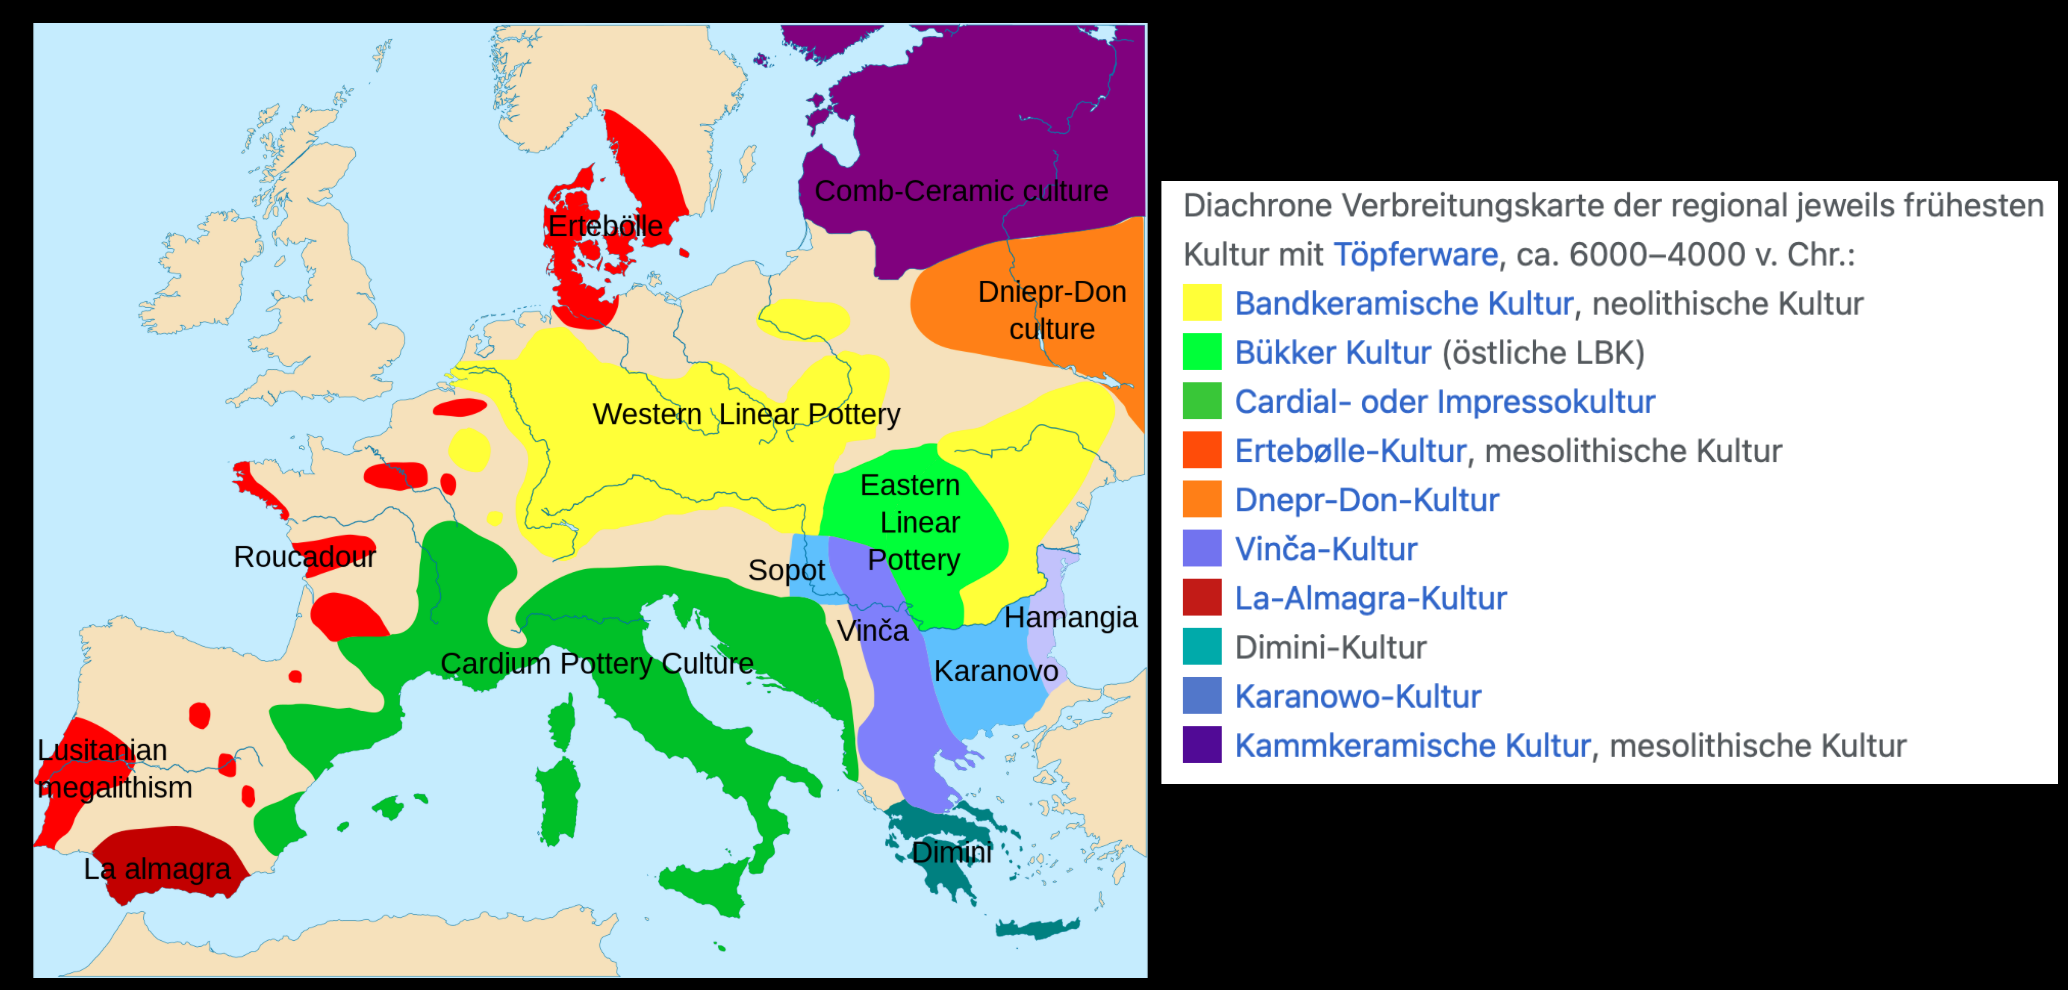 Comb-Ceramic culture
Ertebölle
Dniepr-Don
culture
Western Linear Pottery
Eastern
Linear
Pottery
Roucadour
Sopot
Hamangia
Vinča
Cardium Pottery Culture
Karanovo
Lusitanian
megalithism
Dimini
La almagra
Diachrone Verbreitungskarte der regional jeweils frühesten
Kultur mit Töpferware, ca. 6000–4000 v. Chr.:
Bandkeramische Kultur, neolithische Kultur
Bükker Kultur (östliche LBK)
Cardial- oder Impressokultur
Ertebølle-Kultur, mesolithische Kultur
Dnepr-Don-Kultur
Vinča-Kultur
La-Almagra-Kultur
Dimini-Kultur
Karanowo-Kultur
Kammkeramische Kultur, mesolithische Kultur